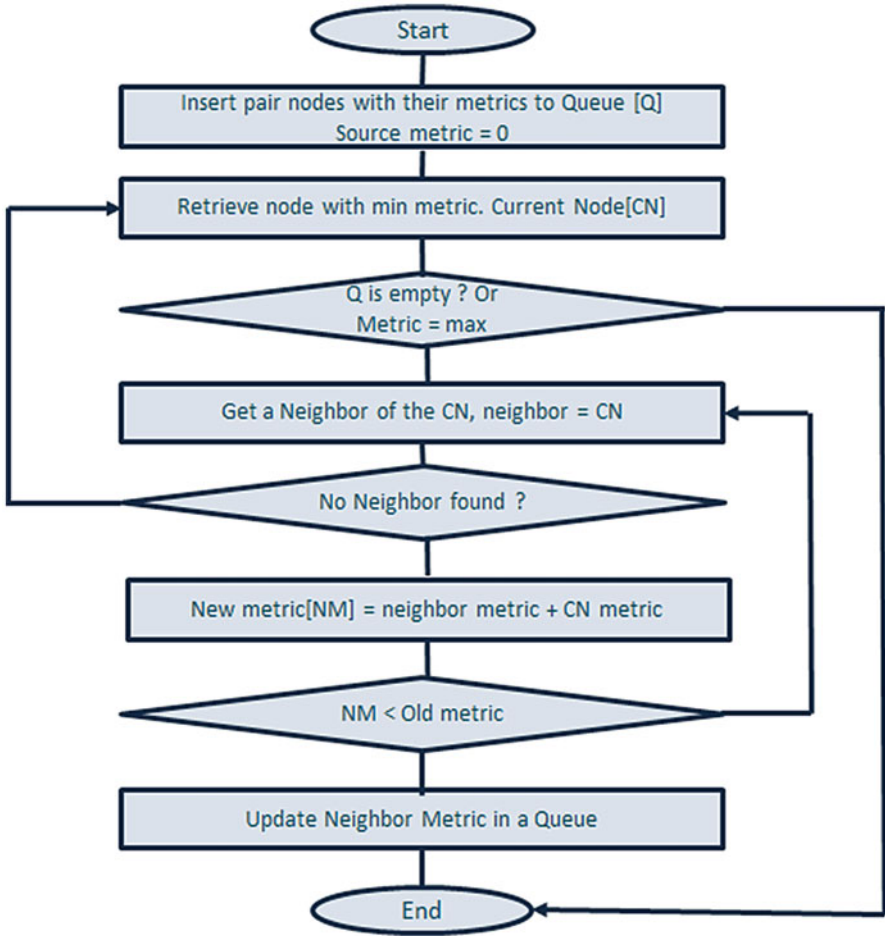 Start
Insert pair nodes with their metrics to Queue [Q]
Source metric = 0
Retrieve node with min metric. Current Node[CN]
Q is empty ? Or
Metric = max
Get a Neighbor of the CN, neighbor = CN
No Neighbor found ?
New metric[NM] = neighbor metric + CN metric
NM < Old metric
Update Neighbor Metric in a Queue
End